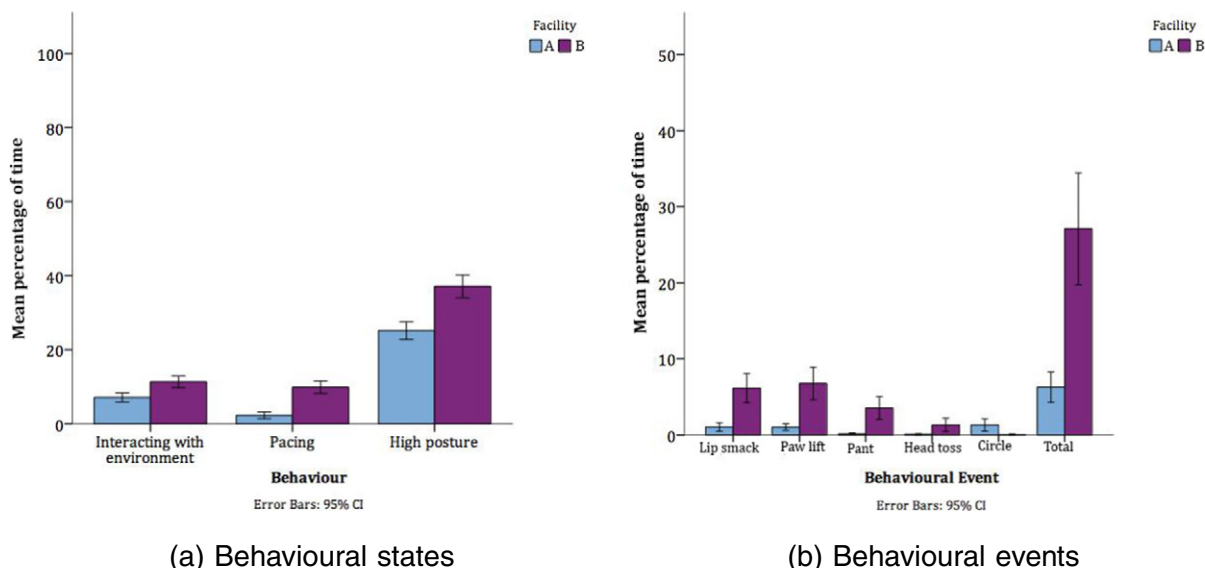 Facility
A B
Mean percentage of time
100
80
60
40
20
0
Interacting with
environment
Pacing
High posture
Behaviour
Error Bars: 95% CI
(a) Behavioural states
Facility
A B
Mean percentage of time
50
40
30
20
10
0
Lip smack
Paw lift
Pant
Head toss
Circle
Total
Behavioural Event
Error Bars: 95% CI
(b) Behavioural events